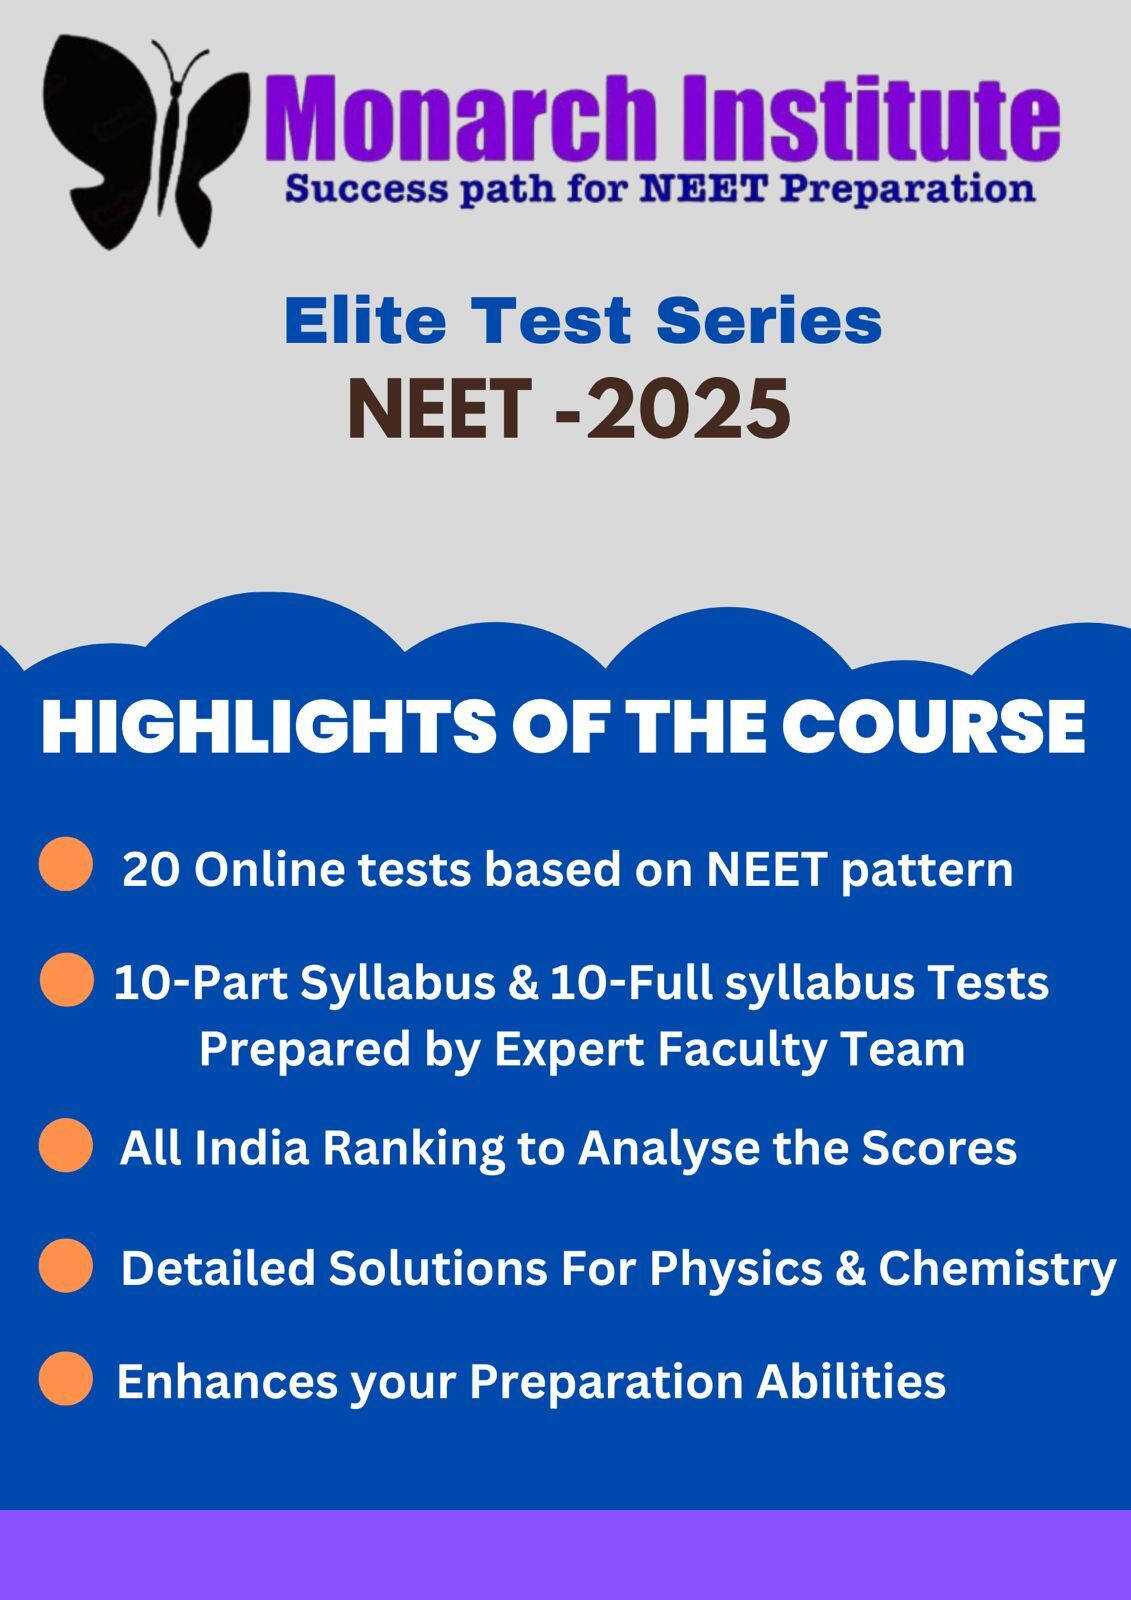 Monarch Institute
Success path for NEET Preparation
Elite Test Series
NEET -2025
HIGHLIGHTS OF THE COURSE
20 Online tests based on NEET pattern
10-Part Syllabus & 10-Full syllabus Tests
Prepared by Expert Faculty Team
All India Ranking to Analyse the Scores
Detailed Solutions For Physics & Chemistry
Enhances your Preparation Abilities